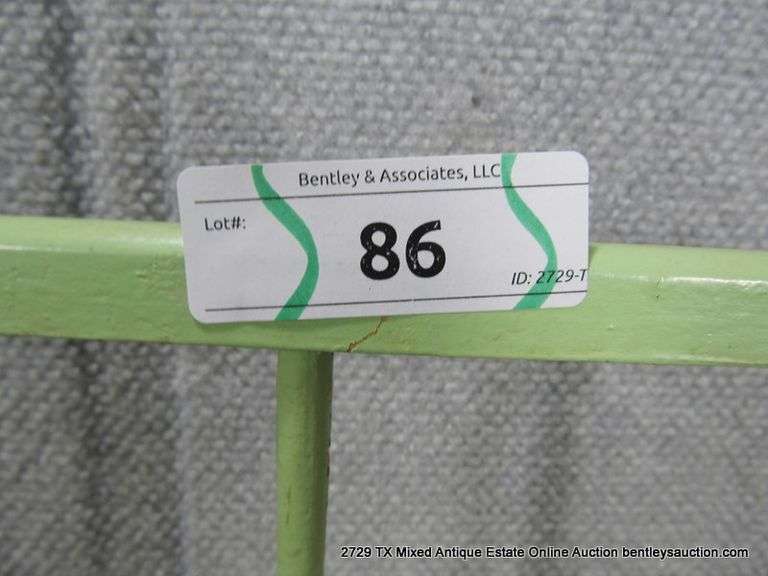 Bentley & Associates, LLC
Lot#:
86
ID: 2729-T
2729 TX Mixed Antique Estate Online Auction bentleysauction.com